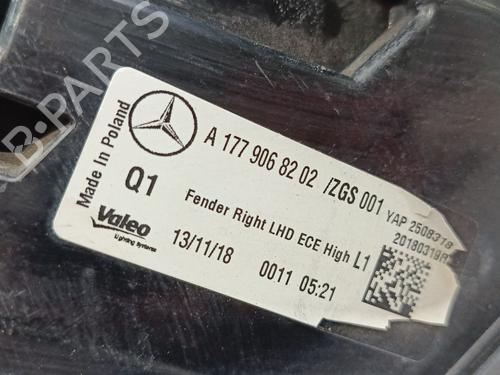 B-PARTS
Made In Poland
A 177 906 82 02 /ZGS 001
YAP 2508318
20180319R
Q1
Fender Right LHD ECE High L1
Valeo
Lighting Systems
13/11/18
0011 05:21